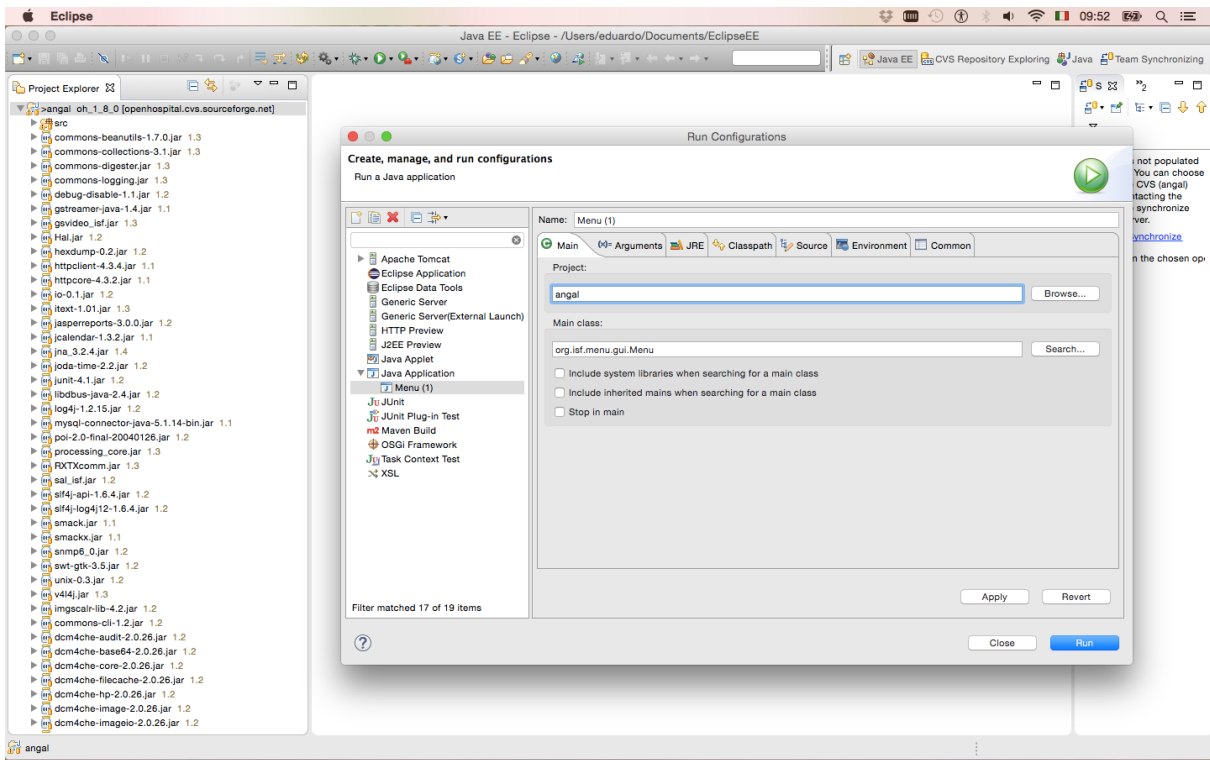 Eclipse
09:52
Java EE - Eclipse - /Users/eduardo/Documents/EclipseEE
Java EE
CVS Repository Exploring
Java
Team Synchronizing
Project Explorer
>angal oh_1_8_0 [openhospital.cvs.sourceforge.net]
src
commons-beanutils-1.7.0.jar 1.3
commons-collections-3.1.jar 1.3
commons-digester.jar 1.3
commons-logging.jar 1.3
debug-disable-1.1.jar 1.2
gstreamer-java-1.4.jar 1.1
gsvideo_isf.jar 1.3
Hal.jar 1.2
hexdump-0.2.jar 1.2
httpclient-4.3.4.jar 1.1
httpcore-4.3.2.jar 1.1
io-0.1.jar 1.2
itext-1.01.jar 1.3
jasperreports-3.0.0.jar 1.2
jcalendar-1.3.2.jar 1.1
jna_3.2.4.jar 1.4
joda-time-2.2.jar 1.2
junit-4.1.jar 1.2
libdbus-java-2.4.jar 1.2
log4j-1.2.15.jar 1.2
mysql-connector-java-5.1.14-bin.jar 1.1
poi-2.0-final-20040126.jar 1.2
processing_core.jar 1.3
RXTXcomm.jar 1.3
sal_isf.jar 1.2
slf4j-api-1.6.4.jar 1.2
slf4j-log4j12-1.6.4.jar 1.2
smack.jar 1.1
smackx.jar 1.1
snmp6_0.jar 1.2
swt-gtk-3.5.jar 1.2
unix-0.3.jar 1.2
v4l4j.jar 1.3
imgscalr-lib-4.2.jar 1.2
commons-cli-1.2.jar 1.2
dcm4che-audit-2.0.26.jar 1.2
dcm4che-base64-2.0.26.jar 1.2
dcm4che-core-2.0.26.jar 1.2
dcm4che-filecache-2.0.26.jar 1.2
dcm4che-hp-2.0.26.jar 1.2
dcm4che-image-2.0.26.jar 1.2
dcm4che-imageio-2.0.26.jar 1.2
angal
Run Configurations
Create, manage, and run configurations
Run a Java application
Apache Tomcat
Eclipse Application
Eclipse Data Tools
Generic Server
Generic Server(External Launch)
HTTP Preview
J2EE Preview
Java Applet
Java Application
Menu (1)
JUnit
JUnit Plug-in Test
Maven Build
OSGi Framework
Task Context Test
XSL
Filter matched 17 of 19 items
Name: Menu (1)
Main
Arguments
JRE
Classpath
Source
Environment
Common
Project:
angal
Browse...
Main class:
org.isf.menu.gui.Menu
Search...
Include system libraries when searching for a main class
Include inherited mains when searching for a main class
Stop in main
Apply
Revert
Close
Run
S
2
not populated
You can choose
CVS (angal)
tacting the
synchronize
ver.
ynchronize
n the chosen op